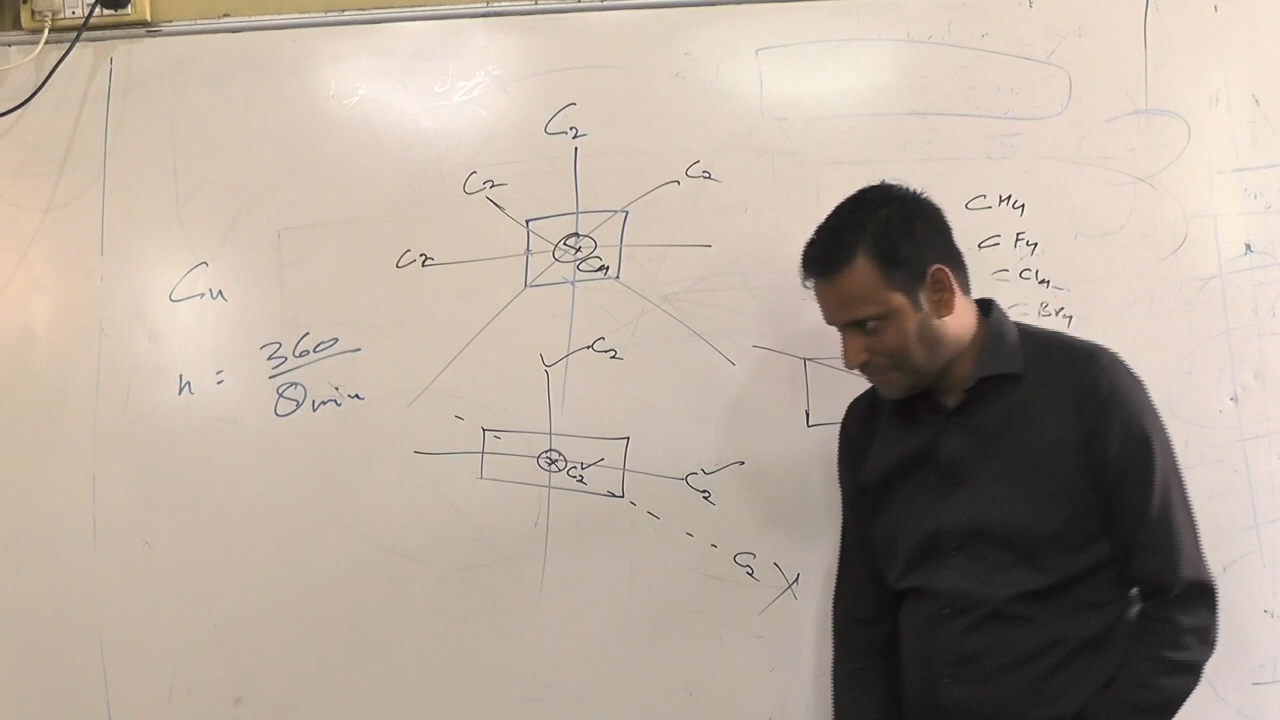 C₂
C₂
C₂
C₂
C₄
Cn
n = 360/θmin
C₂
C₂
C₂
C₂
CH₄
CF₄
CCl₄
CBr₄